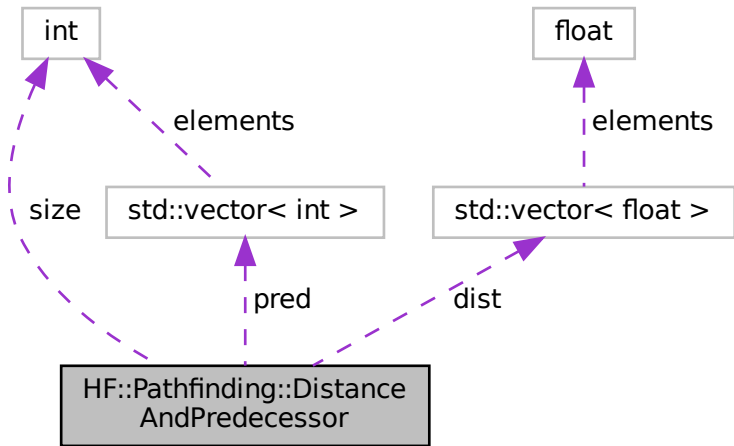 int
float
elements
elements
std::vector< int >
std::vector< float >
size
pred
dist
HF::Pathfinding::Distance
AndPredecessor